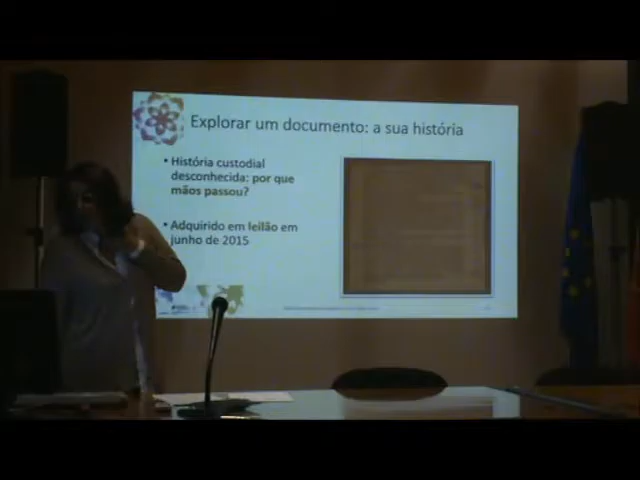 Explorar um documento: a sua história
• História custodial
desconhecida: por que
mãos passou?
• Adquirido em leilão em
junho de 2015